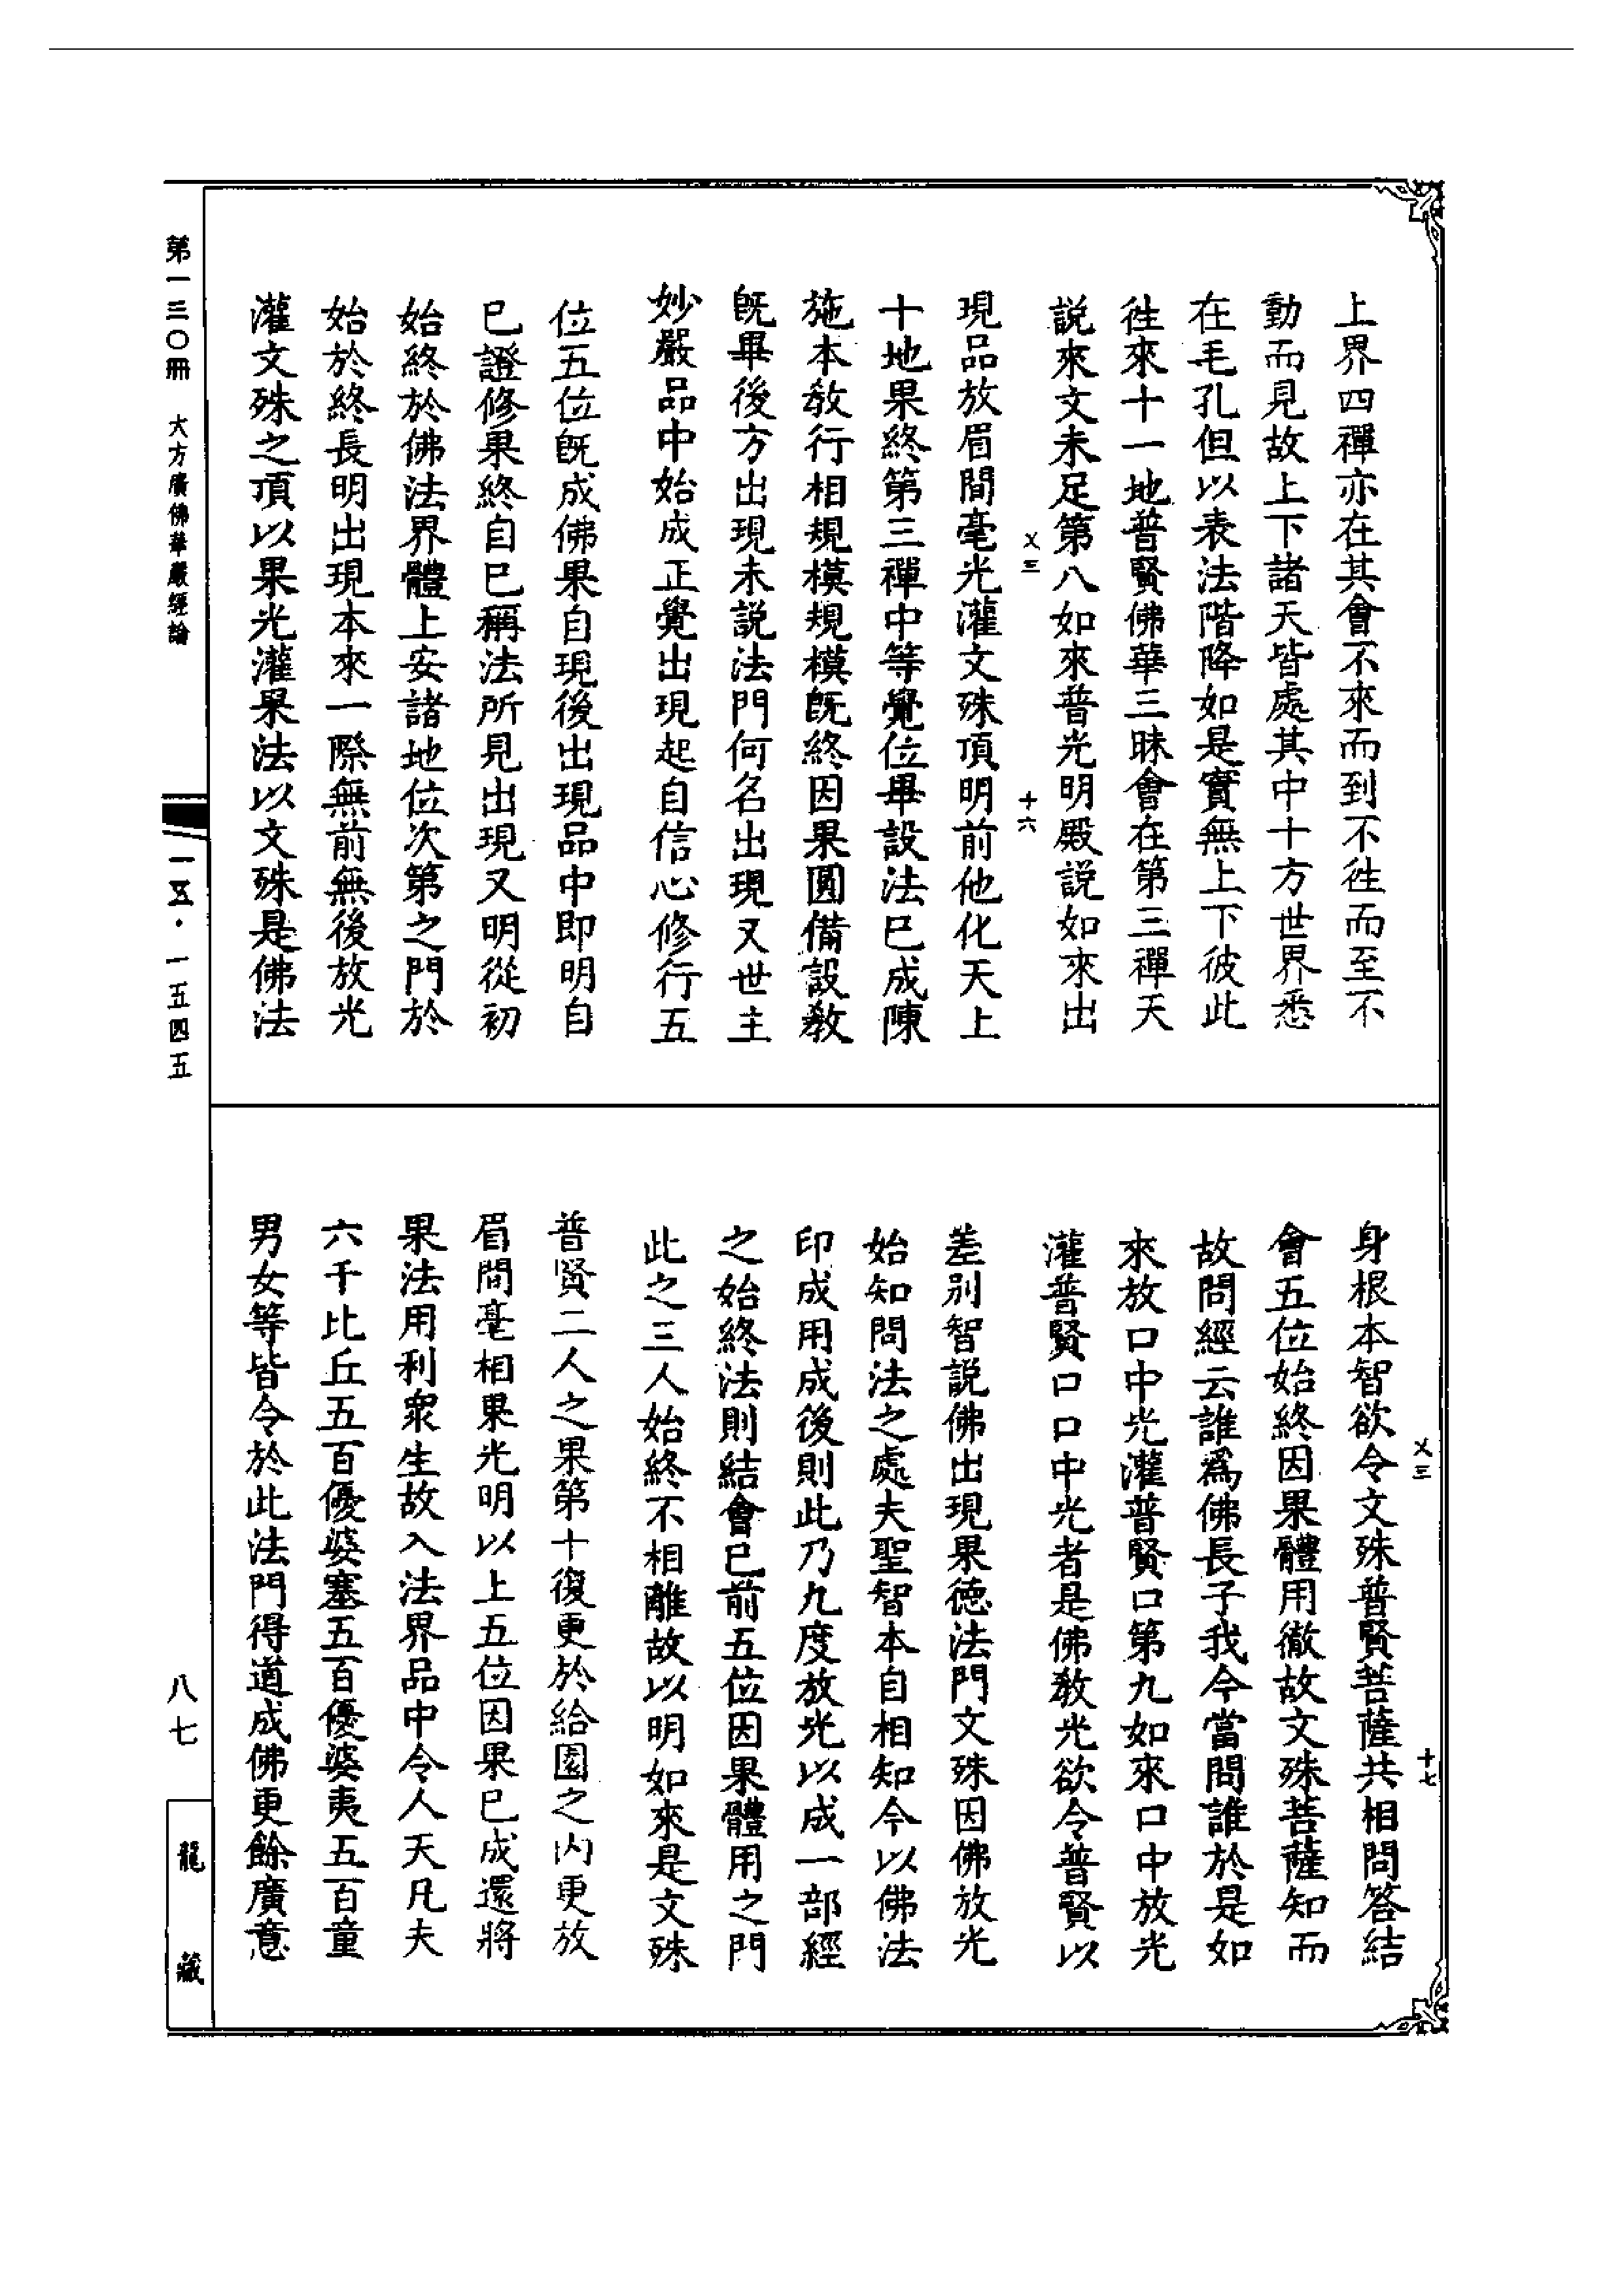 上界四禪亦在其會不來而到不徃而至不
動而見故上下諸天皆處其中十方世界悉
在毛孔但以表法階降如是實無上下彼此
徃來十一地普賢佛華三昧會在第三禪天
說來文未足第八如來普光明殿説如來出
㐅三
十六
現品放眉間毫光灌文殊頂明前他化天上
十地果終第三禪中等覺位畢設法已成陳
施本教行相規模規模旣終因果圓備設教
旣畢後方出現未説法門何名出現又世主
妙嚴品中始成正覺出現起自信心修行五
位五位旣成佛果自現後出現品中即明自
已證修果終自已稱法所見出現又明從初
始終於佛法界體上安諸地位次第之門於
始於終長明出現本來一際無前無後放光
灌文殊之頂以果光灌果法以文殊是佛法
㐅三
十七
身根本智欲令文殊普賢菩薩共相問答結
會五位始終因果體用徹故文殊菩薩知而
故問經云誰爲佛長子我今當問誰於是如
來放口中光灌普賢口第九如來口中放光
灌普賢口口中光者是佛教光欲令普賢以
差别智説佛出現果德法門文殊因佛放光
始知問法之處夫聖智本自相知今以佛法
印成用成後則此乃九度放光以成一部經
之始終法則結會已前五位因果體用之門
此之三人始終不相離故以明如來是文殊
普賢二人之果第十復更於給園之内更放
眉間毫相果光明以上五位因果已成還將
果法用利衆生故入法界品中令人天凡夫
六千比丘五百優婆塞五百優婆夷五百童
男女等皆令於此法門得道成佛更餘廣意
第一三〇冊　大方廣佛華嚴經論
一五·一五四五
八七
龍藏